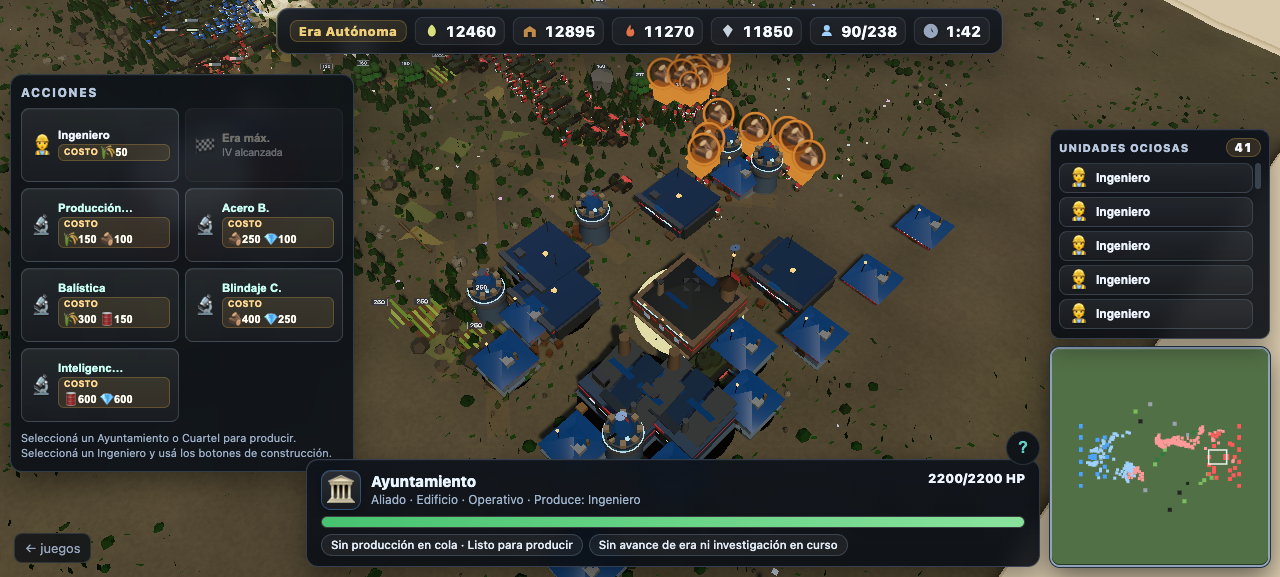 Era Autónoma
12460
12895
11270
11850
90/238
1:42
ACCIONES
Ingeniero
COSTO 50
Era máx.
IV alcanzada
Producción...
COSTO
150 100
Acero B.
COSTO
250 100
Balística
COSTO
300 150
Blindaje C.
COSTO
400 250
Inteligenc...
COSTO
600 600
Seleccioná un Ayuntamiento o Cuartel para producir.
Seleccioná un Ingeniero y usá los botones de construcción.
250
UNIDADES OCIOSAS 41
Ingeniero
Ingeniero
Ingeniero
Ingeniero
Ingeniero
?
Ayuntamiento
2200/2200 HP
Aliado · Edificio · Operativo · Produce: Ingeniero
Sin producción en cola · Listo para producir
Sin avance de era ni investigación en curso
← juegos